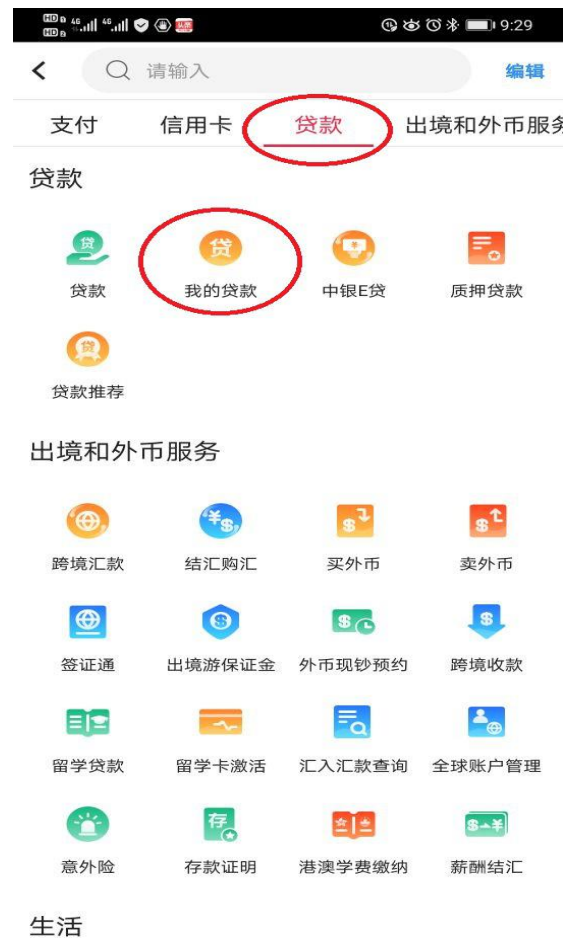 HD 46 46 9:29
请输入 编辑
支付 信用卡 贷款 出境和外币服务
贷款
贷款 我的贷款 中银E贷 质押贷款
贷款推荐
出境和外币服务
跨境汇款 结汇购汇 买外币 卖外币
签证通 出境游保证金 外币现钞预约 跨境收款
留学贷款 留学卡激活 汇入汇款查询 全球账户管理
意外险 存款证明 港澳学费缴纳 薪酬结汇
生活